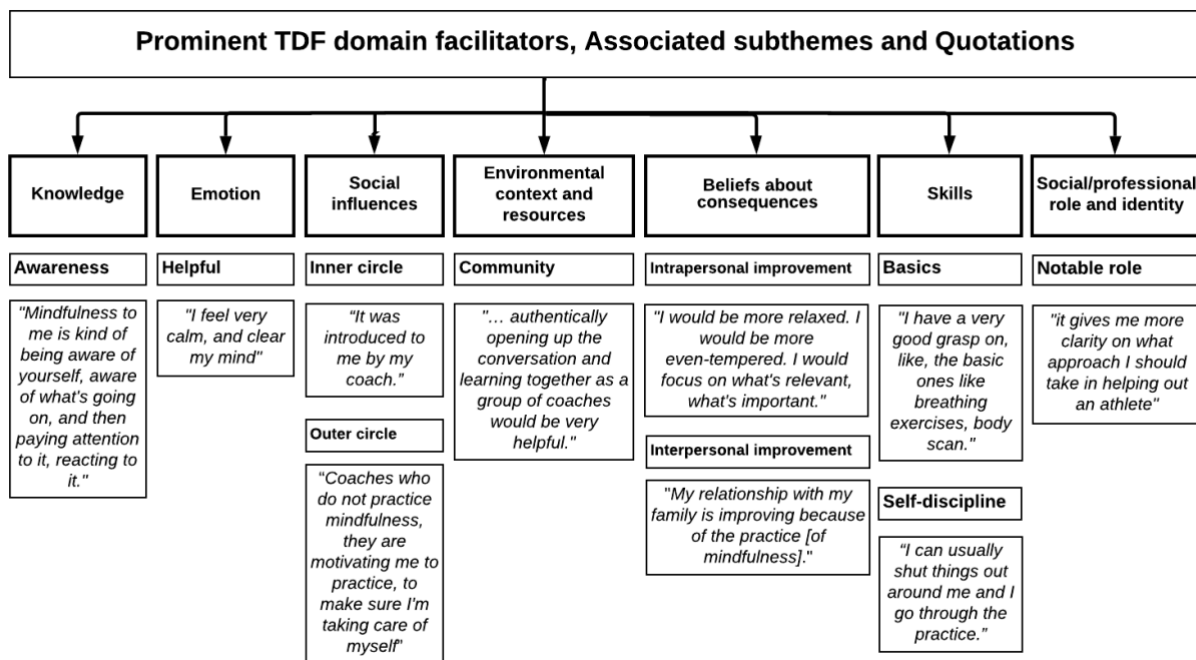 Prominent TDF domain facilitators, Associated subthemes and Quotations
Knowledge
Emotion
Social
influences
Environmental
context and
resources
Beliefs about
consequences
Skills
Social/professional
role and identity
Awareness
"Mindfulness to
me is kind of
being aware of
yourself, aware
of what's going
on, and then
paying attention
to it, reacting to
it."
Helpful
"I feel very
calm, and clear
my mind"
Inner circle
"It was
introduced to
me by my
coach."
Outer circle
“Coaches who
do not practice
mindfulness,
they are
motivating me to
practice, to
make sure I'm
taking care of
myself”
Community
"… authentically
opening up the
conversation and
learning together as a
group of coaches
would be very
helpful."
Intrapersonal improvement
"I would be more
relaxed. I
would be more
even-tempered. I would
focus on what's relevant,
what's important."
Interpersonal improvement
"My relationship with my
family is improving because
of the practice [of
mindfulness]."
Basics
"I have a very
good grasp on,
like, the basic
ones like
breathing
exercises, body
scan."
Self-discipline
“I can usually
shut things out
around me and I
go through the
practice.”
Notable role
"it gives me more
clarity on what
approach I should
take in helping out
an athlete"